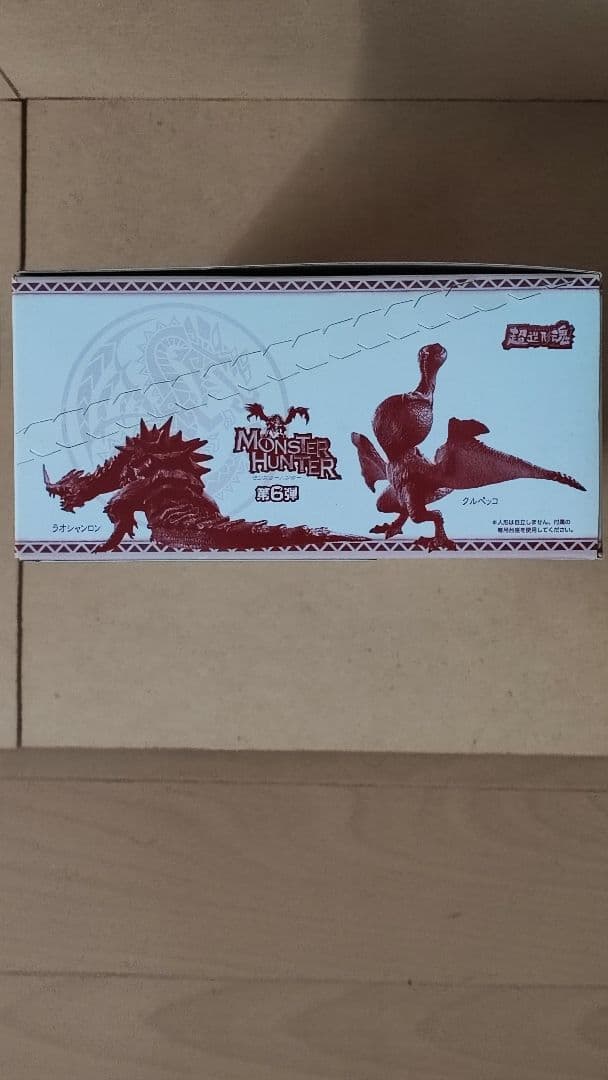 超造形魂
MONSTER
HUNTER
モンスターハンター
第6弾
ラオシャンロン
クルペッコ
※人形は自立しません。付属の
専用台座を使用してください。